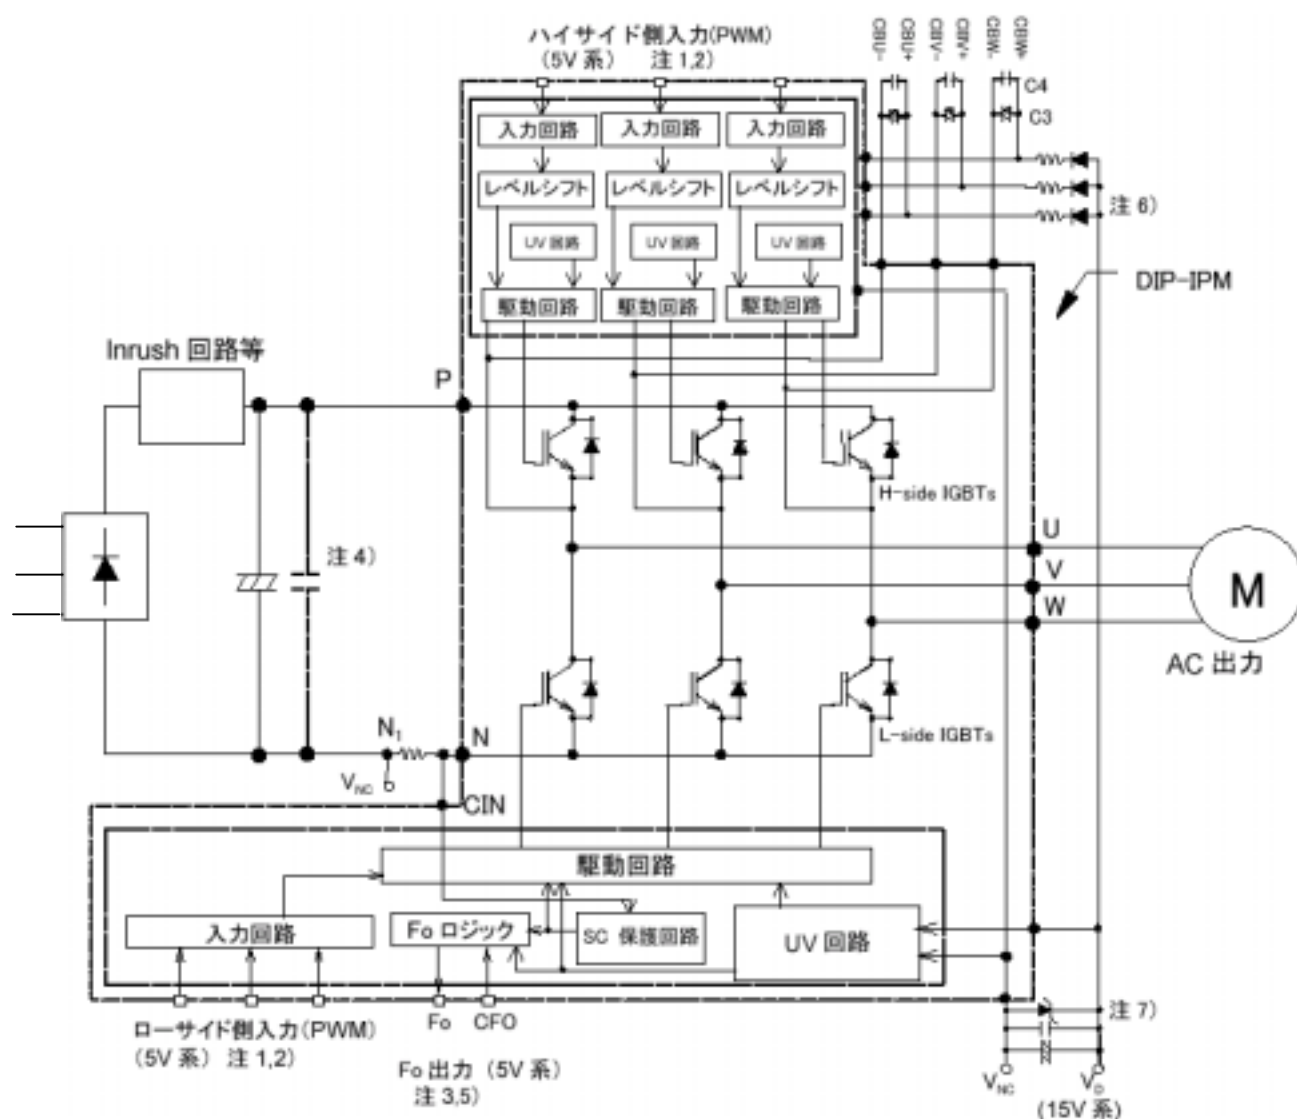 ハイサイド側入力(PWM)
(5V 系) 注 1,2)
CBU-
CBU+
CBV-
CBV+
CBW-
CBW+
C4
C3
入力回路
入力回路
入力回路
レベルシフト
レベルシフト
レベルシフト
注 6)
UV 回路
UV 回路
UV 回路
駆動回路
駆動回路
駆動回路
DIP-IPM
Inrush 回路等
P
H-side IGBTs
注 4)
U
V
W
M
AC 出力
N1
N
L-side IGBTs
VNC
CIN
駆動回路
入力回路
Fo ロジック
SC 保護回路
UV 回路
Fo
CFO
注 7)
ローサイド側入力(PWM)
(5V 系) 注 1,2)
Fo 出力 (5V 系)
注 3,5)
VNC
VD
(15V 系)